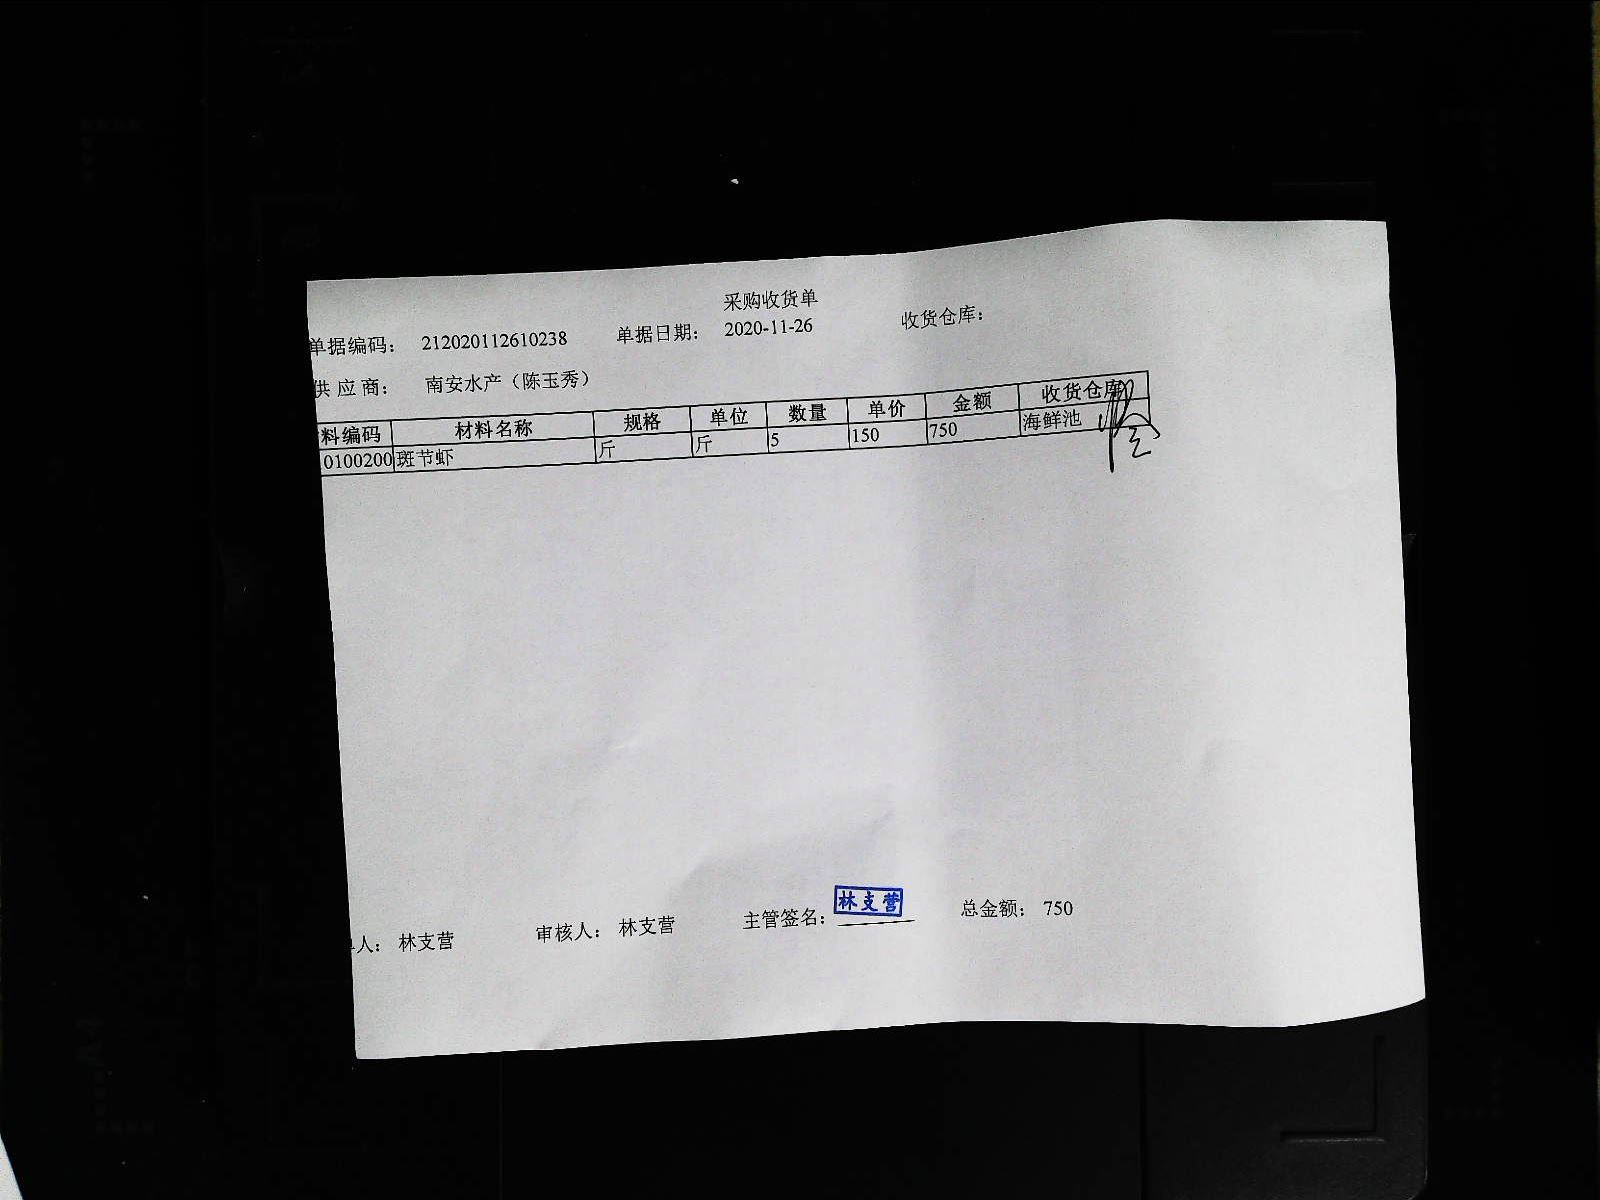 采购收货单
单据编码： 212020112610238 单据日期： 2020-11-26 收货仓库：
供 应 商： 南安水产（陈玉秀）
料编码 材料名称 规格 单位 数量 单价 金额 收货仓库
0100200 斑节虾 斤 斤 5 150 750 海鲜池
人： 林支营 审核人： 林支营 主管签名： 林支营 总金额： 750